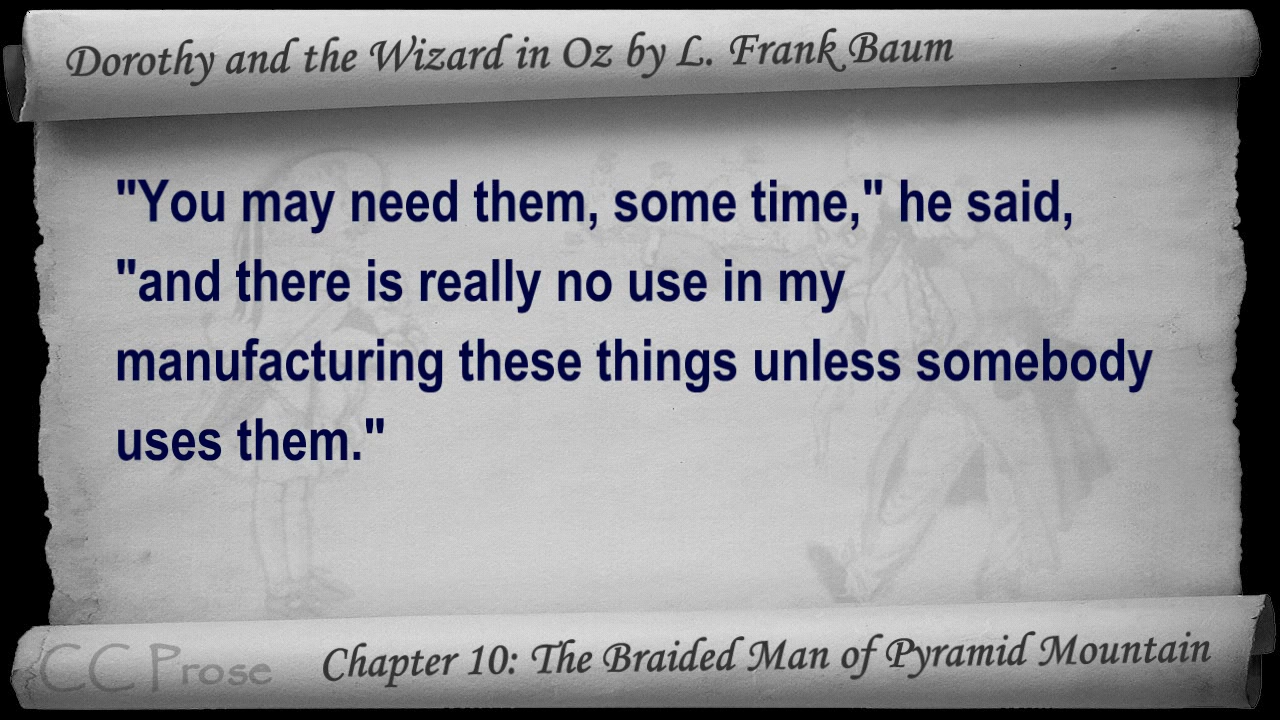 Dorothy and the Wizard in Oz by L. Frank Baum
"You may need them, some time," he said,
"and there is really no use in my
manufacturing these things unless somebody
uses them."
CC Prose
Chapter 10: The Braided Man of Pyramid Mountain